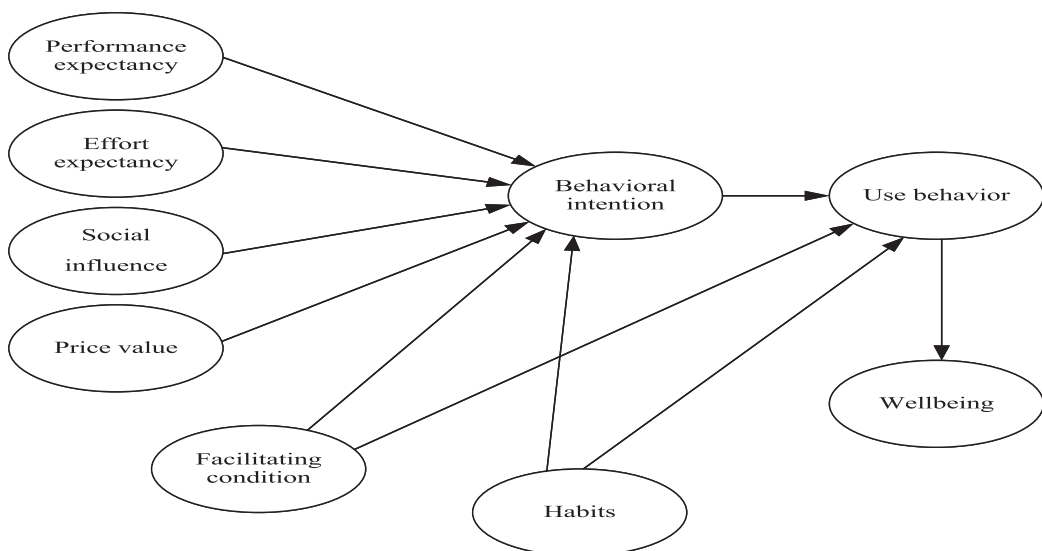 Performance
expectancy
Effort
expectancy
Social
influence
Price value
Facilitating
condition
Habits
Behavioral
intention
Use behavior
Wellbeing